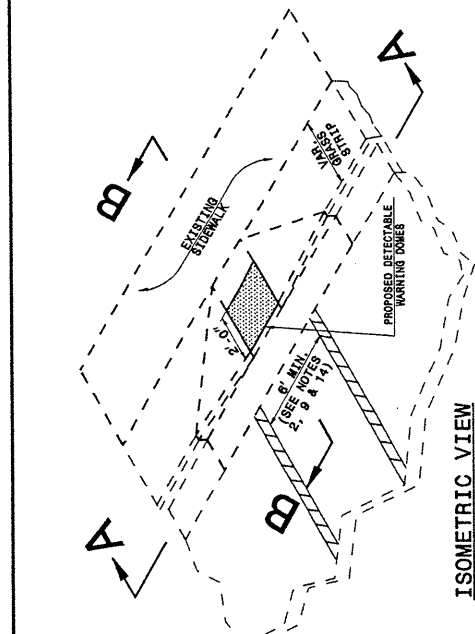 B
A
EXISTING
SIDEWALK
VAR.
GRASS
STRIP
2'-0"
PROPOSED DETECTABLE
WARNING DOMES
6' MIN.
(SEE NOTES
2, 9 & 14)
A
B
ISOMETRIC VIEW